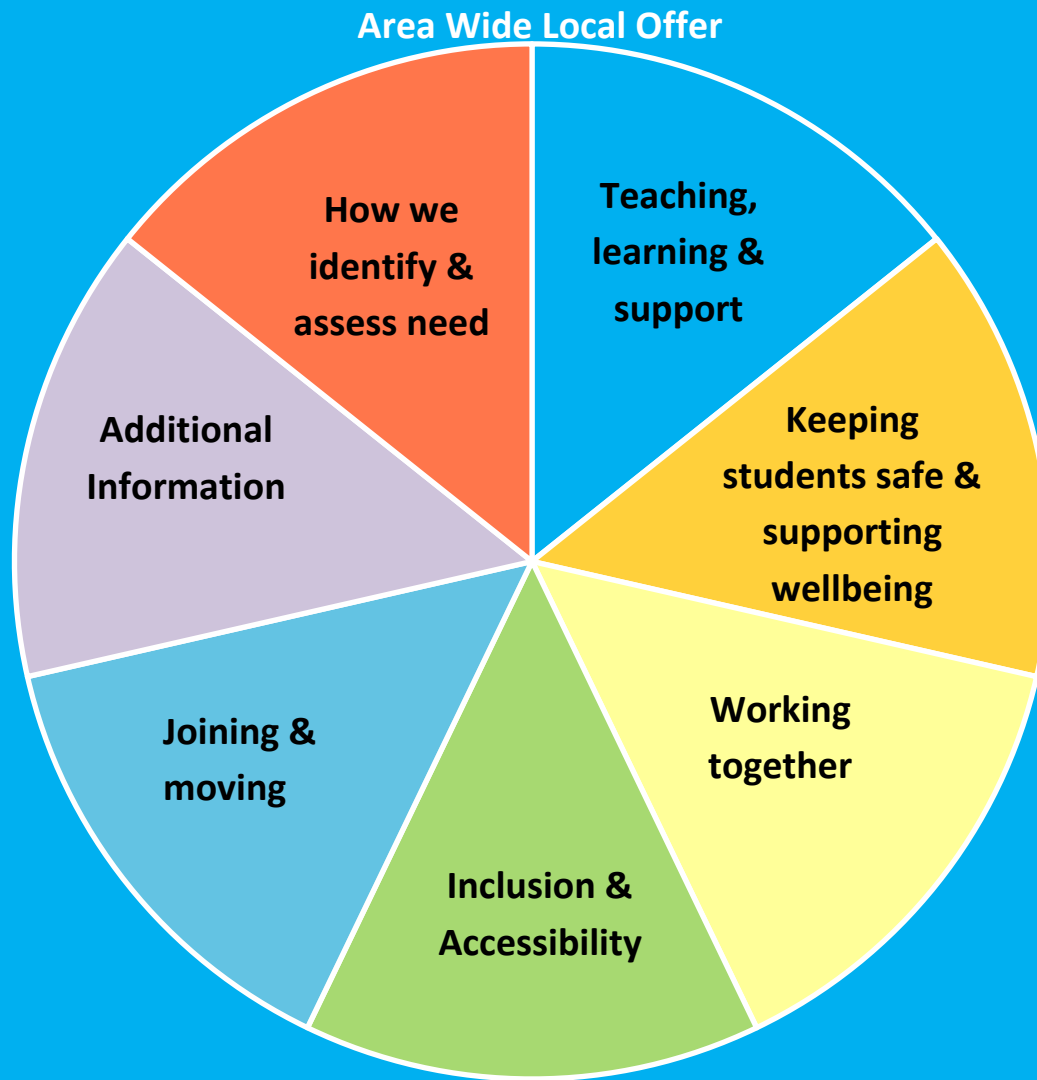 Area Wide Local Offer
How we
identify &
assess need
Teaching,
learning &
support
Keeping
students safe &
supporting
wellbeing
Working
together
Inclusion &
Accessibility
Joining &
moving
Additional
Information